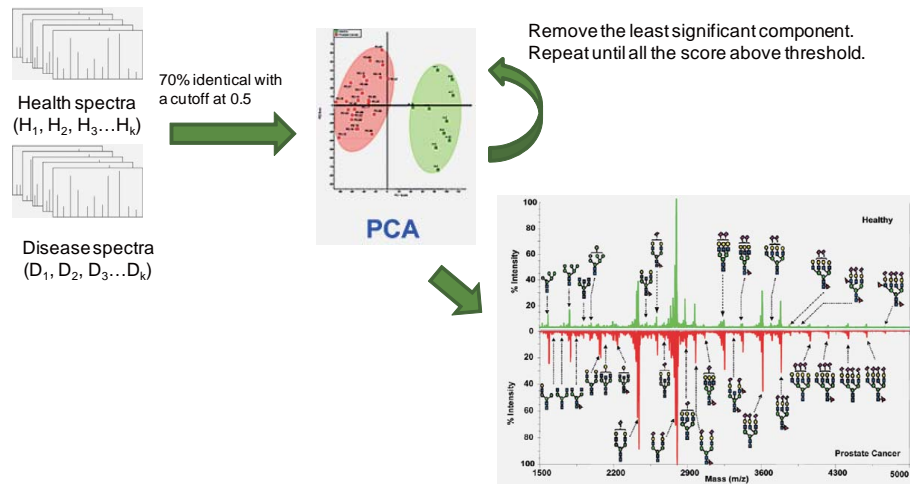 Health spectra
(H1, H2, H3…Hk)
Disease spectra
(D1, D2, D3…Dk)
70% identical with
a cutoff at 0.5
PCA
Remove the least significant component.
Repeat until all the score above threshold.
Healthy
% Intensity
100
80
60
40
20
0
20
40
60
80
100
% Intensity
Prostate Cancer
1500
2200
2900
3600
4300
5000
Mass (m/z)